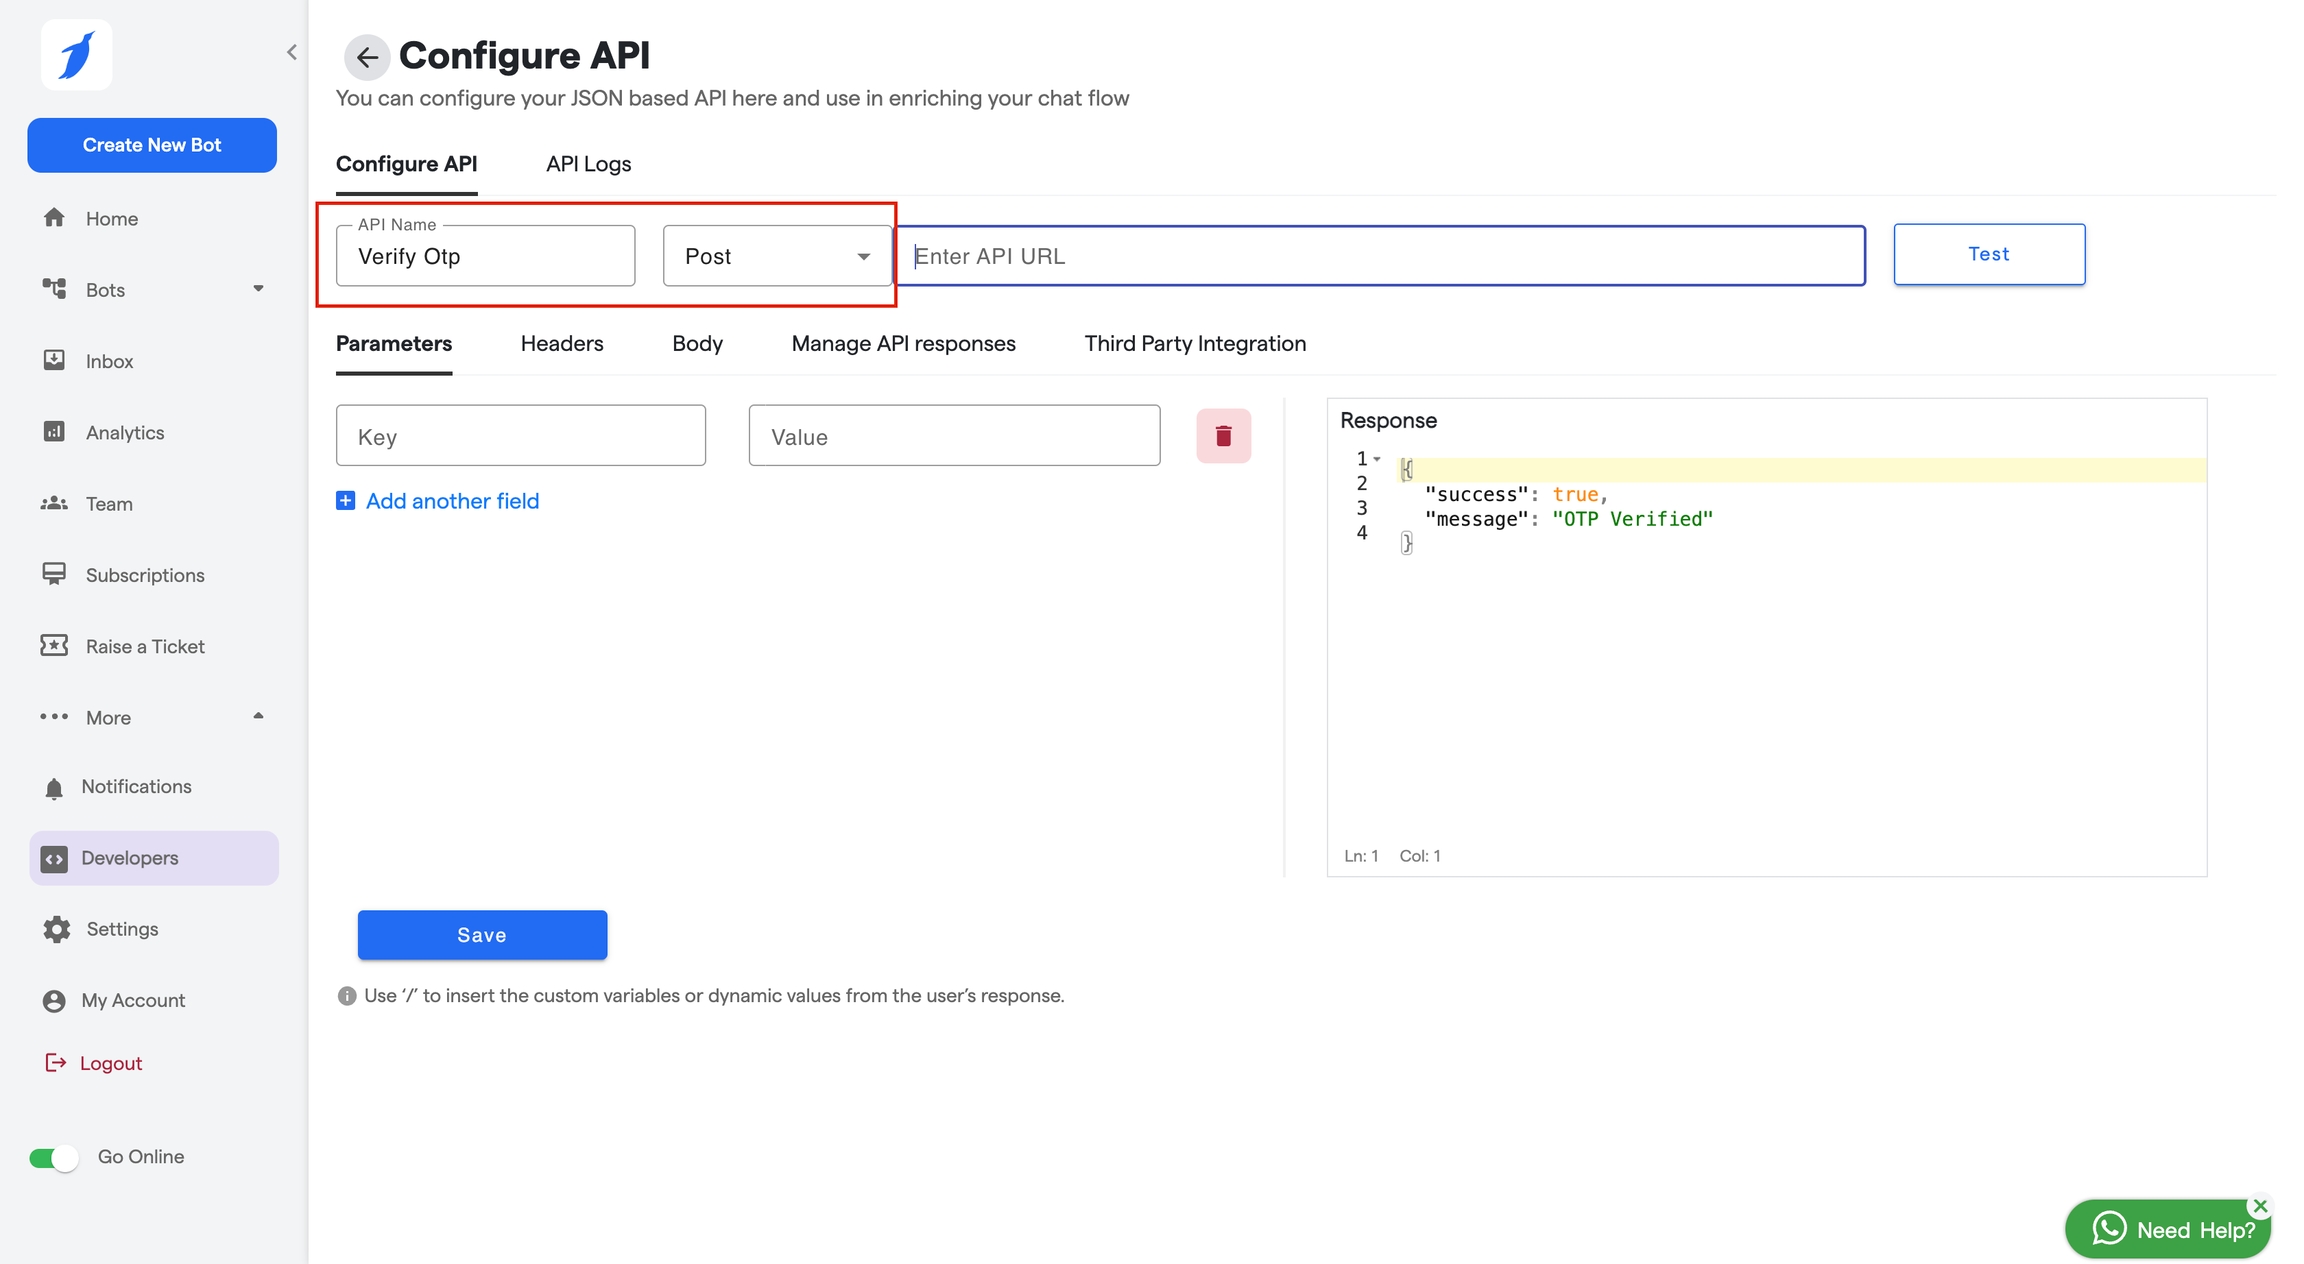 Configure API
You can configure your JSON based API here and use in enriching your chat flow
Create New Bot
Home
Bots
Inbox
Analytics
Team
Subscriptions
Raise a Ticket
More
Notifications
Developers
Settings
My Account
Logout
Go Online
Configure API
API Logs
API Name
Verify Otp
Post
Enter API URL
Test
Parameters
Headers
Body
Manage API responses
Third Party Integration
Key
Value
Add another field
Response
1
2
3
4
{
"success": true,
"message": "OTP Verified"
}
Ln: 1 Col: 1
Save
Use ‘/’ to insert the custom variables or dynamic values from the user’s response.
Need Help?